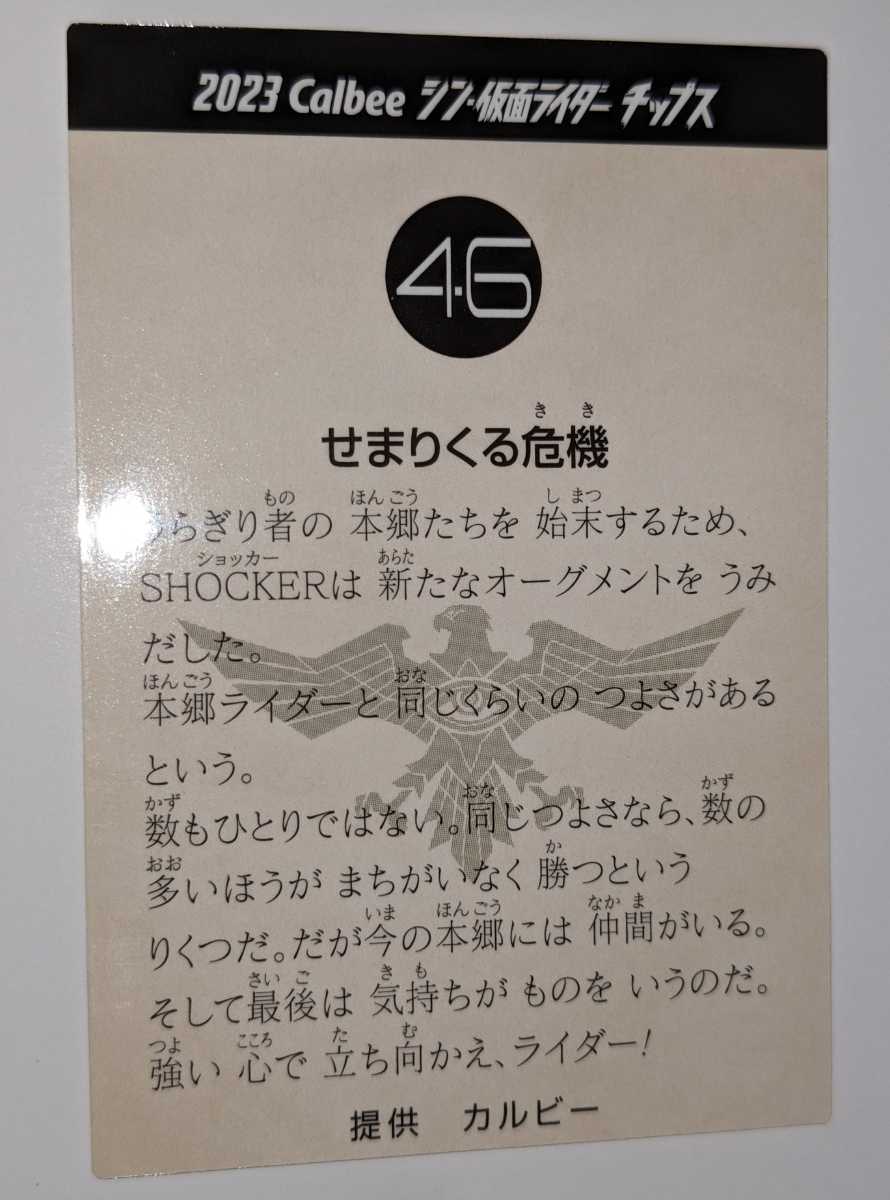 2023 Calbee シン・仮面ライダー チップス
4.6
せまりくる危機
うらぎり者の 本郷たちを 始末するため、
SHOCKERは 新たなオーグメントを うみ
だした。
本郷ライダーと 同じくらいの つよさがある
という。
数もひとりではない。同じつよさなら、数の
多いほうが まちがいなく 勝つという
りくつだ。だが今の本郷には 仲間がいる。
そして最後は 気持ちが ものを いうのだ。
強い 心で 立ち向かえ、ライダー!
提供 カルビー